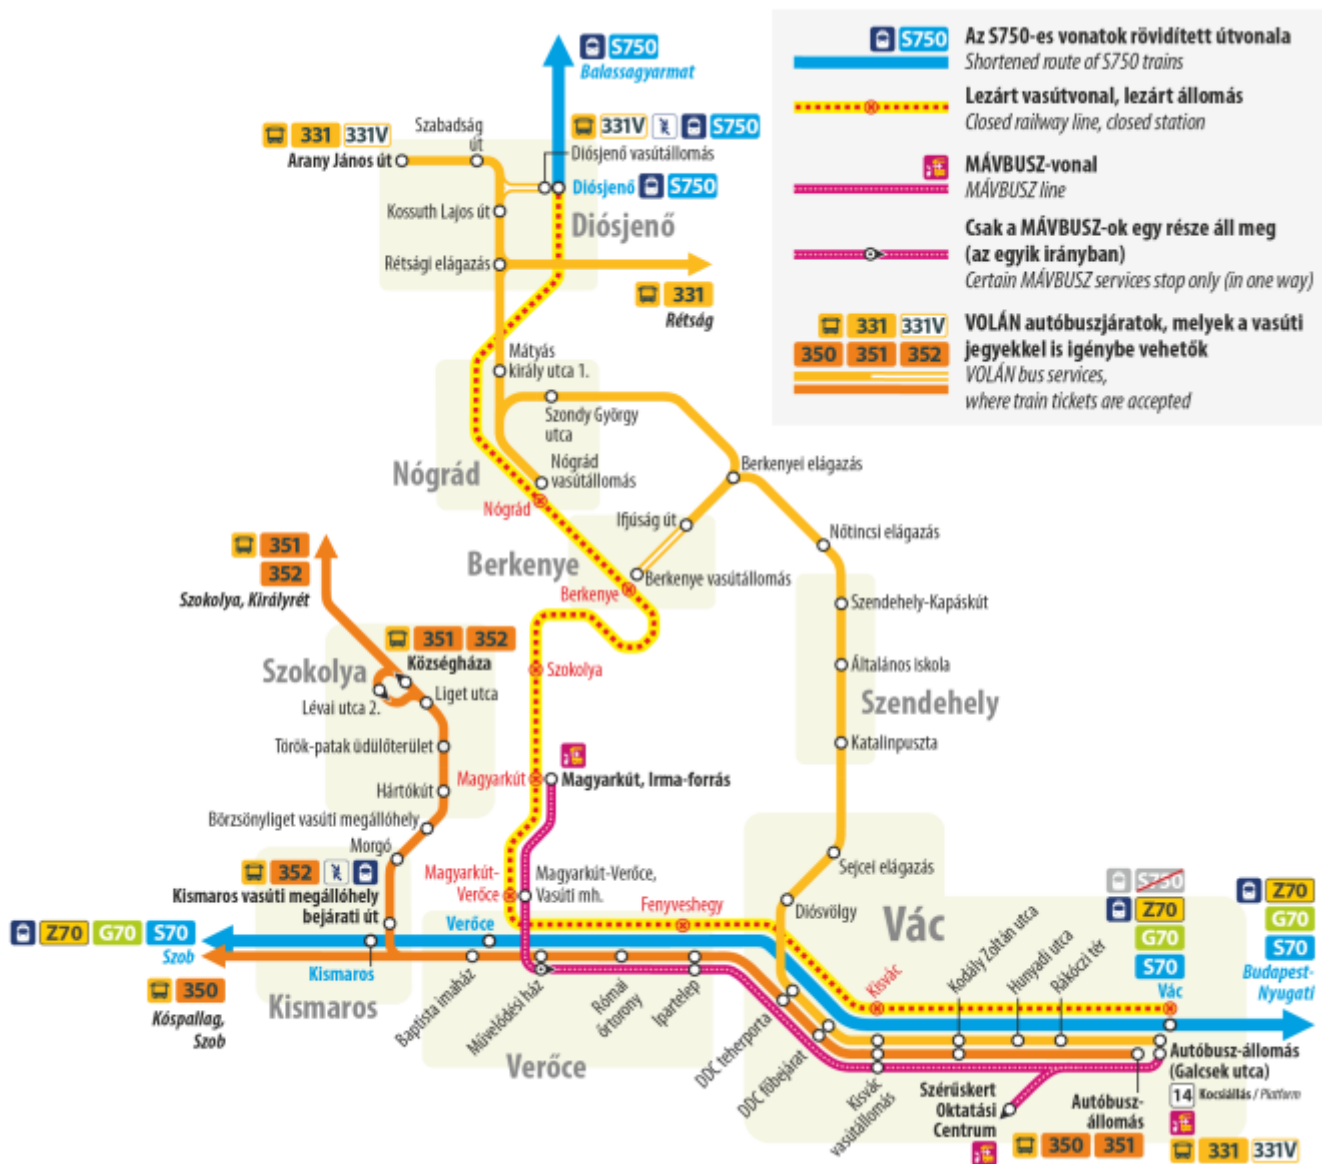 S750
Balassagyarmat
S750
Az S750-es vonatok rövidített útvonala
Shortened route of S750 trains
Lezárt vasútvonal, lezárt állomás
Closed railway line, closed station
MÁVBUSZ-vonal
MÁVBUSZ line
Csak a MÁVBUSZ-ok egy része áll meg
(az egyik irányban)
Certain MÁVBUSZ services stop only (in one way)
331 331V
350 351 352
VOLÁN autóbuszjáratok, melyek a vasúti
jegyekkel is igénybe vehetők
VOLÁN bus services,
where train tickets are accepted
331 331V
Arany János út
Szabadság
út
331V S750
Diósjenő vasútállomás
Diósjenő S750
Kossuth Lajos út
Diósjenő
Rétsági elágazás
331
Rétság
Mátyás
király utca 1.
Szondy György
utca
Nógrád
Nógrád
vasútállomás
Nógrád
Berkenyei elágazás
Ifjúság út
Nőtincsi elágazás
Berkenye
Berkenye vasútállomás
Berkenye
351
352
Szokolya, Királyrét
Szendehely-Kapáskút
351 352
Községháza
Szokolya
Szokolya
Általános iskola
Liget utca
Lévai utca 2.
Szendehely
Török-patak üdülőterület
Katalinpuszta
Magyarkút
Magyarkút, Irma-forrás
Hártókút
Börzsönyliget vasúti megállóhely
Morgó
Sejcei elágazás
352
Kismaros vasúti megállóhely
bejárati út
Magyarkút-
Verőce
Magyarkút-Verőce,
Vasúti mh.
Fenyveshegy
Diósvölgy
Vác
S750
Z70
G70
S70
Vác
Z70
G70
S70
Budapest-
Nyugati
Z70 G70 S70
Szob
Verőce
Kismaros
Kismaros
350
Kóspallag,
Szob
Baptista imaház
Művelődési ház
Római
őrtorony
Ipartelep
Verőce
DDC teherporta
DDC főbejárat
Kisvác
Kisvác
vasútállomás
Kodály Zoltán utca
Hunyadi utca
Rákóczi tér
Szérűskert
Oktatási
Centrum
Autóbusz-
állomás
350 351
Autóbusz-állomás
(Galcsek utca)
14 Kocsiállás / Platform
331 331V